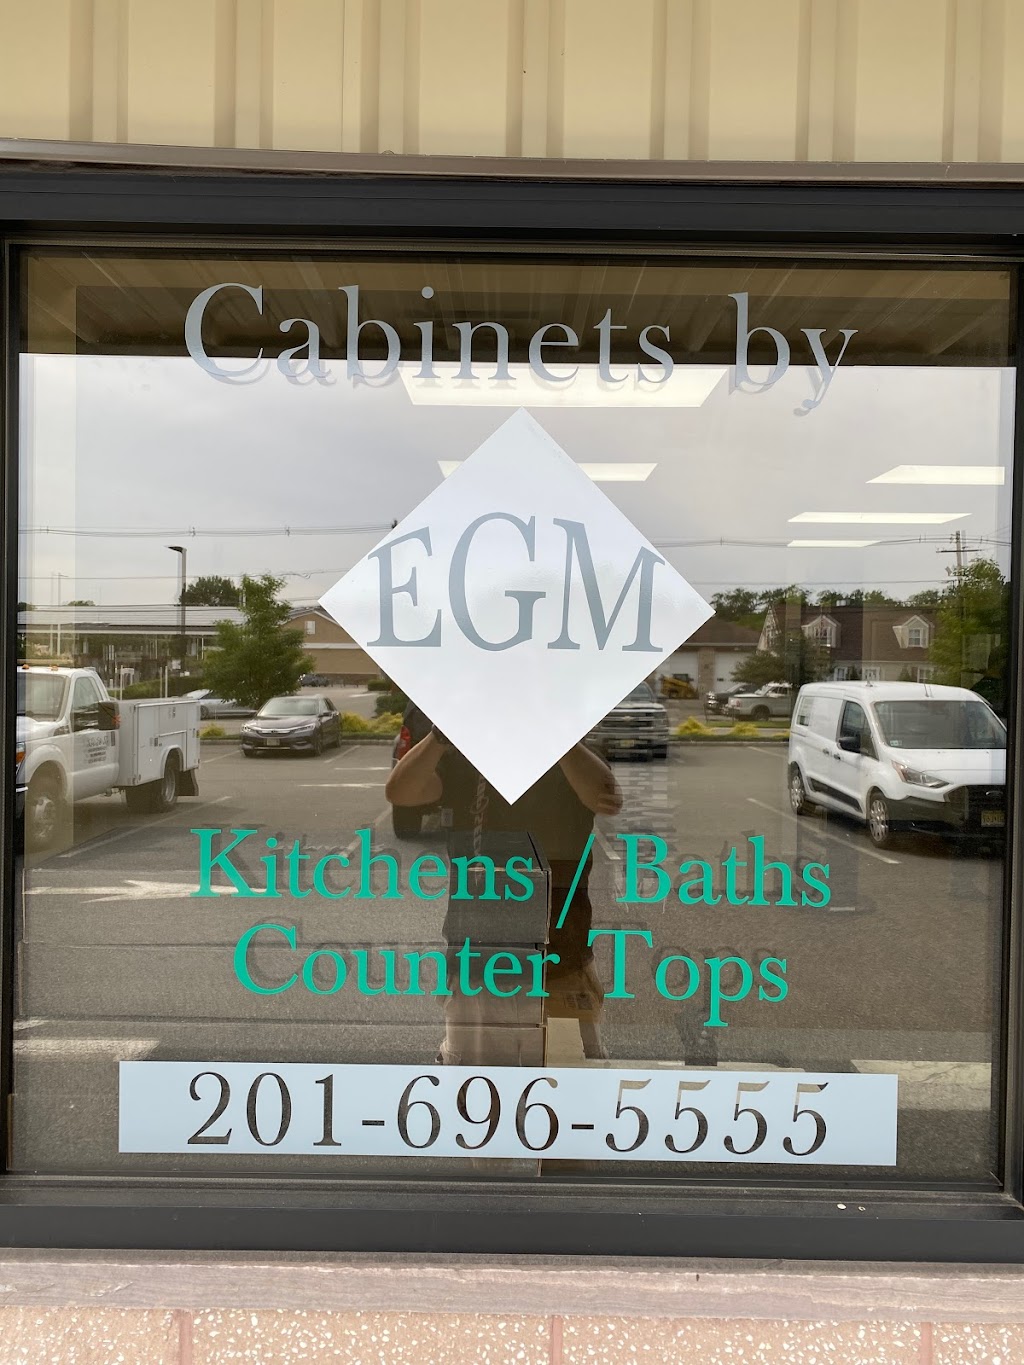 Cabinets by
EGM
Kitchens / Baths
Counter Tops
201-696-5555